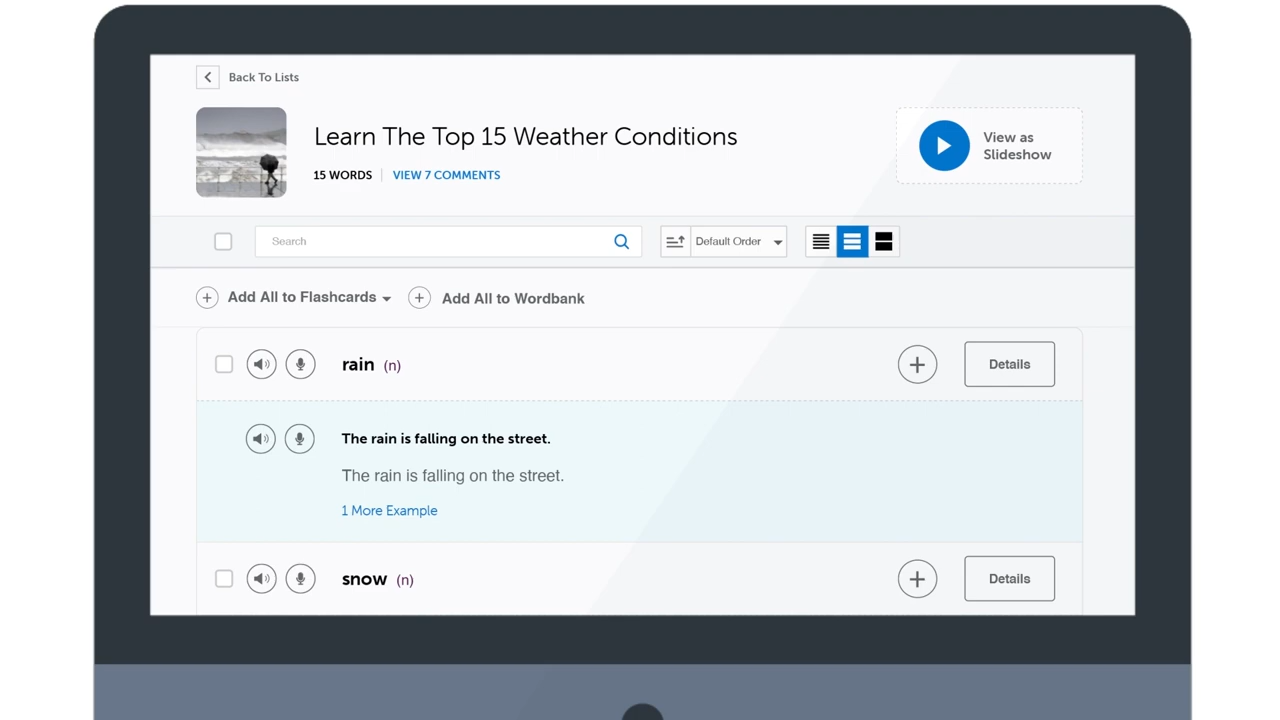 Back To Lists
Learn The Top 15 Weather Conditions
15 WORDS
VIEW 7 COMMENTS
View as
Slideshow
Search
Default Order
Add All to Flashcards
Add All to Wordbank
rain (n)
Details
The rain is falling on the street.
The rain is falling on the street.
1 More Example
snow (n)
Details